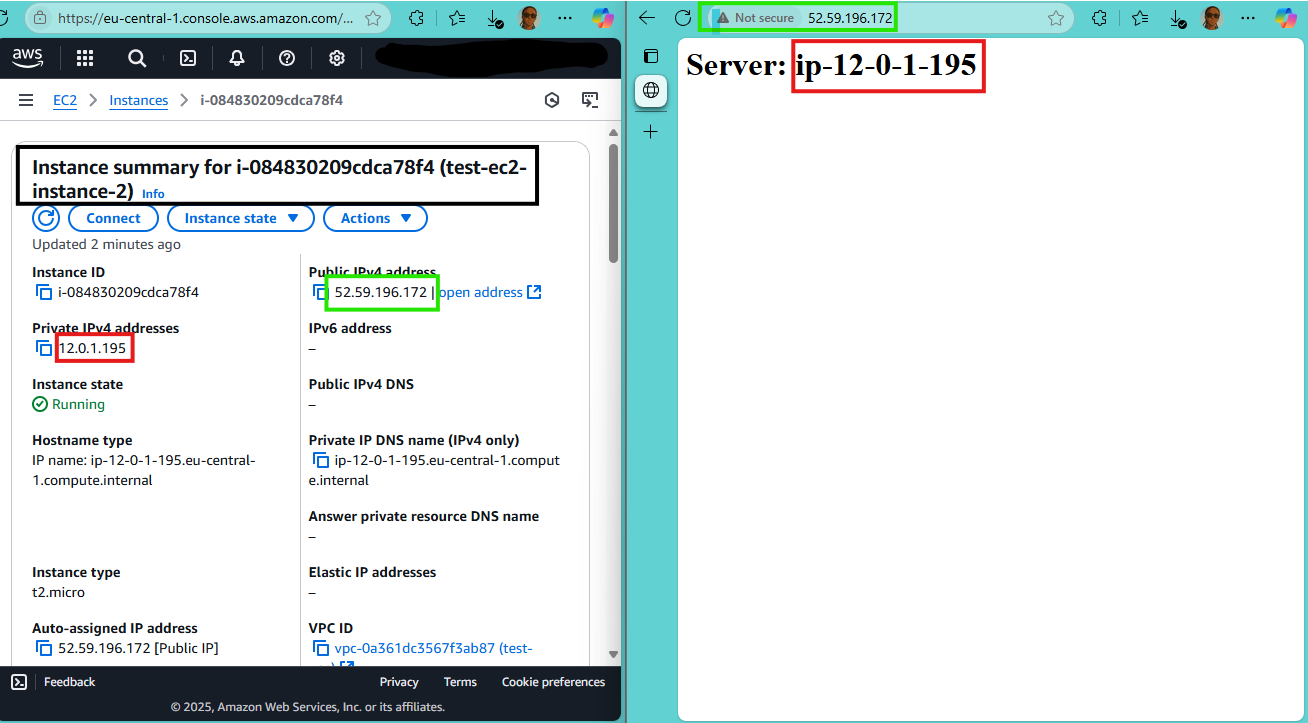 https://eu-central-1.console.aws.amazon.com/...
aws
EC2 > Instances > i-084830209cdca78f4
Instance summary for i-084830209cdca78f4 (test-ec2-
instance-2) Info
Connect Instance state Actions
Updated 2 minutes ago
Instance ID
i-084830209cdca78f4
Public IPv4 address
52.59.196.172 | open address
Private IPv4 addresses
12.0.1.195
IPv6 address
–
Instance state
Running
Public IPv4 DNS
–
Hostname type
IP name: ip-12-0-1-195.eu-central-
1.compute.internal
Private IP DNS name (IPv4 only)
ip-12-0-1-195.eu-central-1.comput
e.internal
Answer private resource DNS name
–
Instance type
t2.micro
Elastic IP addresses
–
Auto-assigned IP address
52.59.196.172 [Public IP]
VPC ID
vpc-0a361dc3567f3ab87 (test-
Feedback Privacy Terms Cookie preferences
© 2025, Amazon Web Services, Inc. or its affiliates.
Not secure 52.59.196.172
Server: ip-12-0-1-195